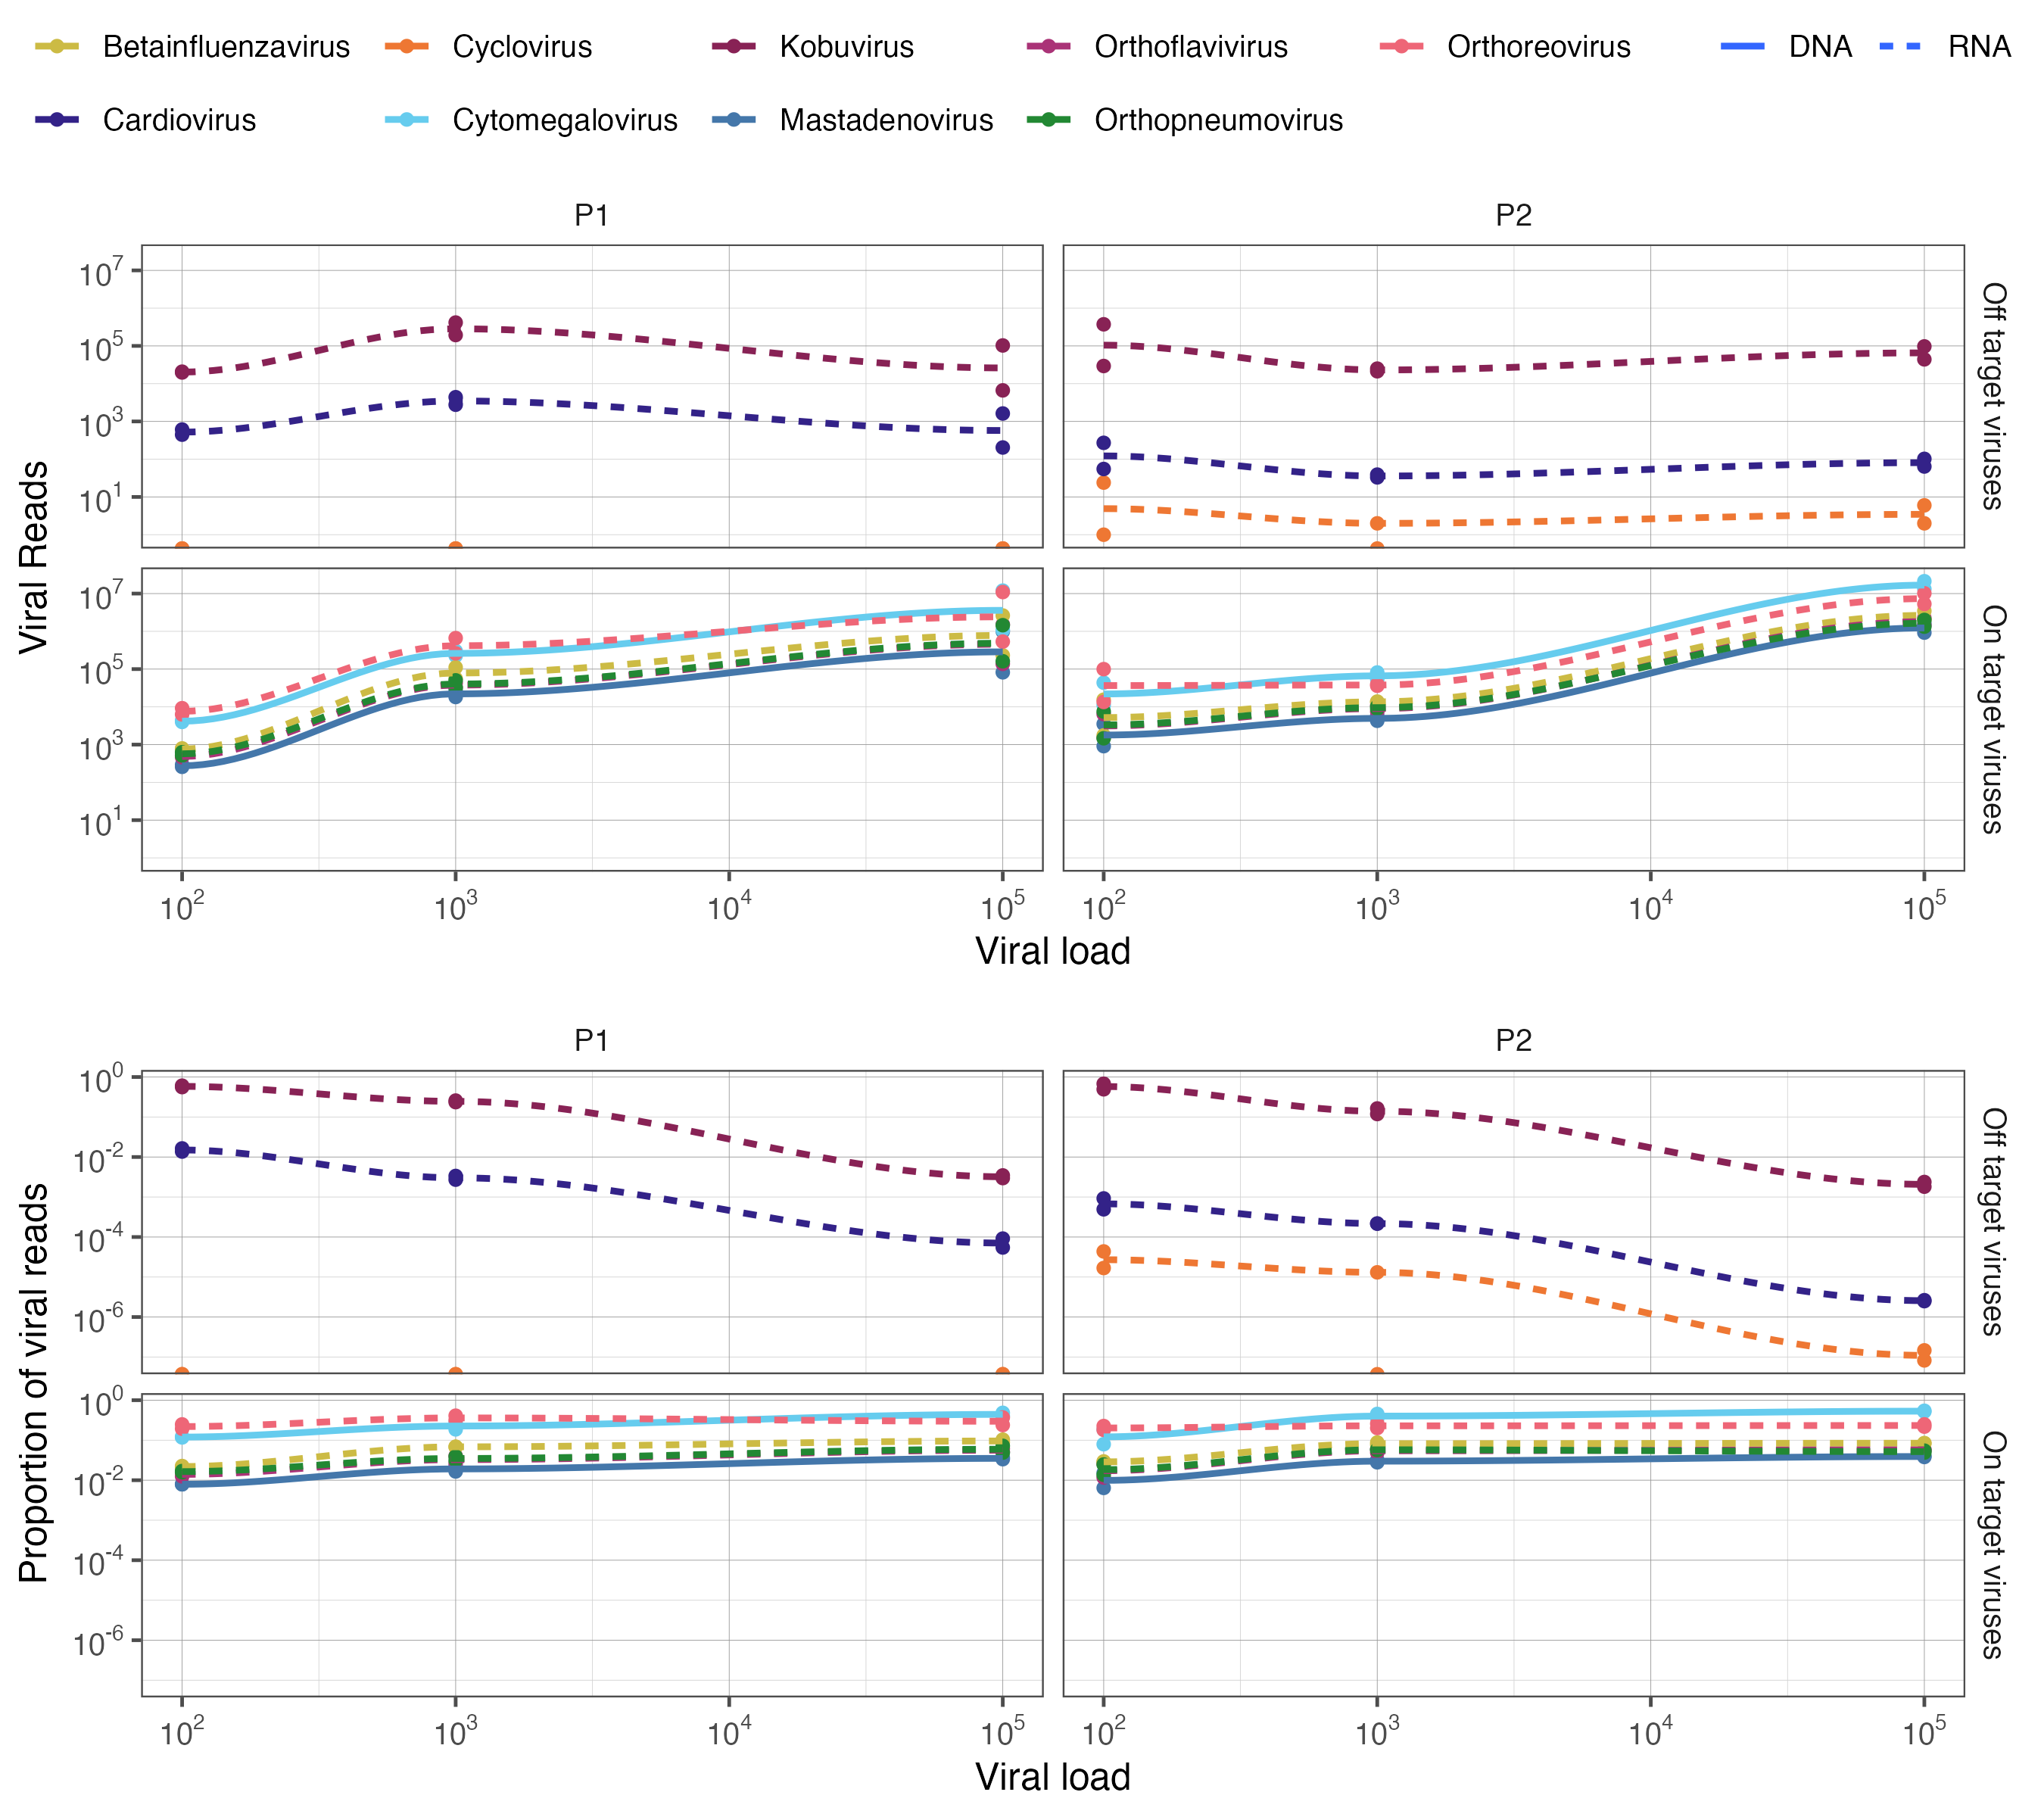 Betainfluenzavirus Cyclovirus Kobuvirus Orthoflavivirus Orthoreovirus DNA RNA
Cardiovirus Cytomegalovirus Mastadenovirus Orthopneumovirus
P1 P2
Viral Reads
10^7
10^5
10^3
10^1
Off target viruses
10^7
10^5
10^3
10^1
On target viruses
10^2 10^3 10^4 10^5 10^2 10^3 10^4 10^5
Viral load
P1 P2
Proportion of viral reads
10^0
10^-2
10^-4
10^-6
Off target viruses
10^0
10^-2
10^-4
10^-6
On target viruses
10^2 10^3 10^4 10^5 10^2 10^3 10^4 10^5
Viral load